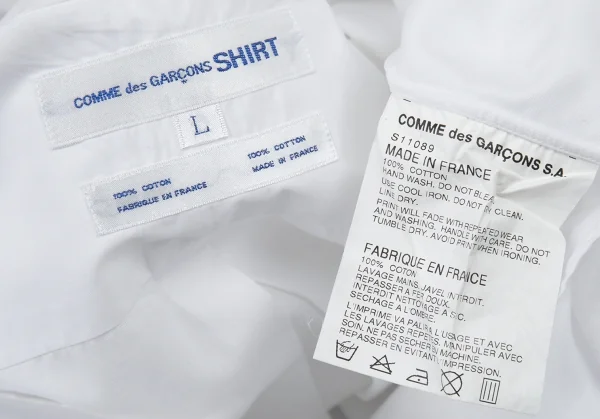 COMME des GARÇONS SHIRT
L
100% COTTON
FABRIQUE EN FRANCE
100% COTTON
MADE IN FRANCE
COMME des GARÇONS S.A.
S11089
MADE IN FRANCE
100% COTTON
HAND WASH. DO NOT BLEA
USE COOL IRON. DO NOT DRY CLEAN.
LINE DRY.
PRINT WILL FADE WITH REPEATED WEAR
AND WASHING. HANDLE WITH CARE. DO NOT
TUMBLE DRY. AVOID PRINT WHEN IRONING.
FABRIQUE EN FRANCE
100% COTON
LAVAGE MAINS, JAVEL INTERDIT.
REPASSER A FER DOUX.
INTERDIT NETTOYAGE A SEC.
SECHAGE A L'OMBRE.
L'IMPRIME VA PALIR A L'USAGE ET AVEC
LES LAVAGES REPETES. MANIPULER AVEC
SOIN, NE PAS SECHER MACHINE.
REPASSER EN EVITANT IMPRESSION.